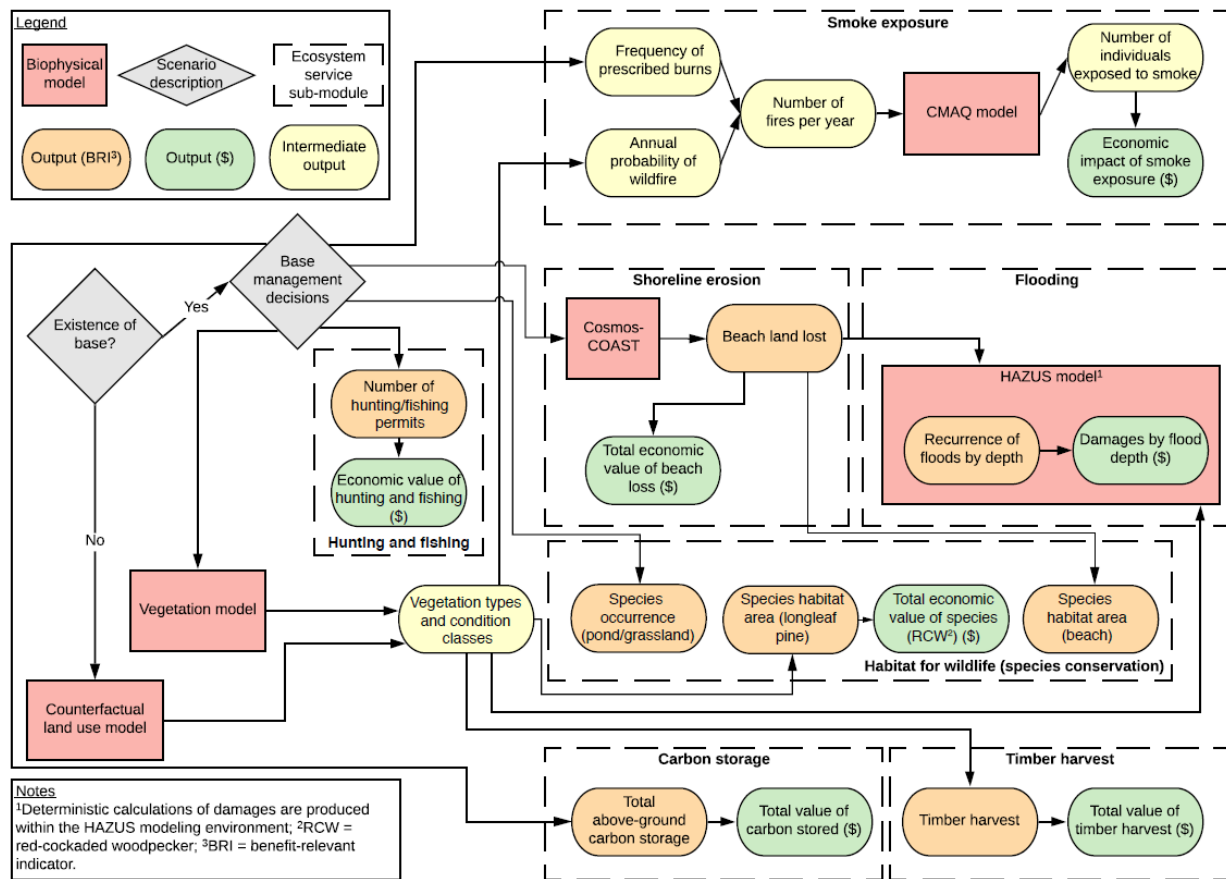 Legend
Biophysical
model
Scenario
description
Ecosystem
service
sub-module
Output (BRI³)
Output ($)
Intermediate
output
Smoke exposure
Frequency of
prescribed burns
Annual
probability of
wildfire
Number of
fires per year
CMAQ model
Number of
individuals
exposed to smoke
Economic
impact of smoke
exposure ($)
Existence of
base?
Yes
No
Base
management
decisions
Number of
hunting/fishing
permits
Economic value of
hunting and fishing
($)
Hunting and fishing
Shoreline erosion
Cosmos-
COAST
Beach land lost
Total economic
value of beach
loss ($)
Flooding
HAZUS model¹
Recurrence of
floods by depth
Damages by flood
depth ($)
Vegetation model
Counterfactual
land use model
Vegetation types
and condition
classes
Species
occurrence
(pond/grassland)
Species habitat
area (longleaf
pine)
Total economic
value of species
(RCW²) ($)
Species
habitat area
(beach)
Habitat for wildlife (species conservation)
Carbon storage
Total
above-ground
carbon storage
Total value of
carbon stored ($)
Timber harvest
Timber harvest
Total value of
timber harvest ($)
Notes
¹Deterministic calculations of damages are produced
within the HAZUS modeling environment; ²RCW =
red-cockaded woodpecker; ³BRI = benefit-relevant
indicator.